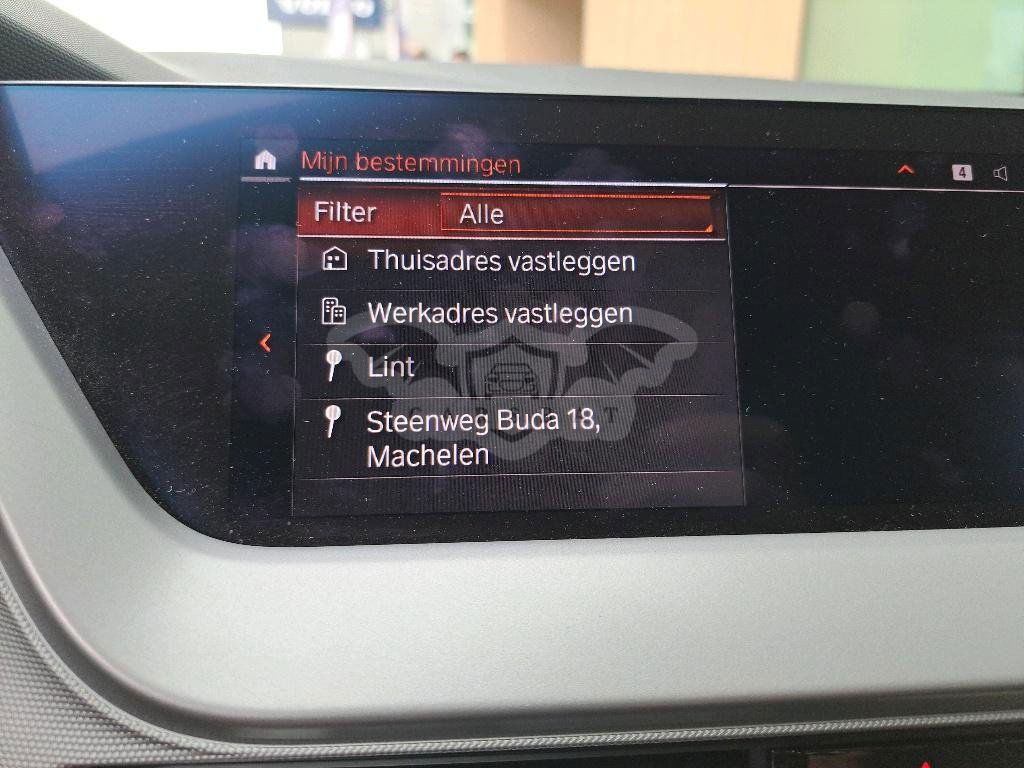 Mijn bestemmingen
4
Filter Alle
Thuisadres vastleggen
Werkadres vastleggen
Lint
Steenweg Buda 18,
Machelen